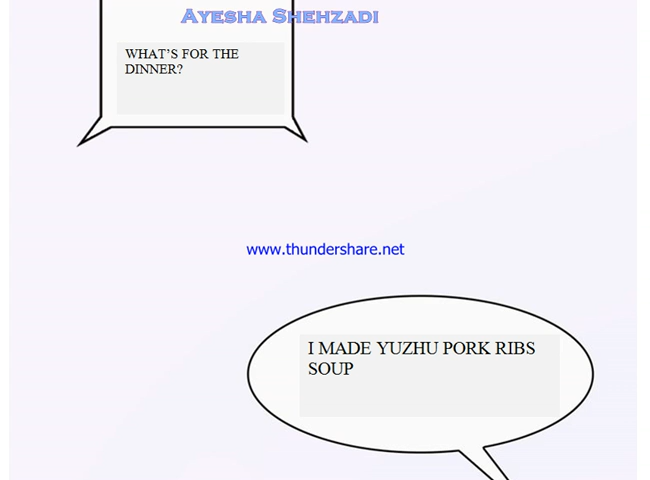 AYESHA SHEHZADI
WHAT'S FOR THE
DINNER?
www.thundershare.net
I MADE YUZHU PORK RIBS
SOUP